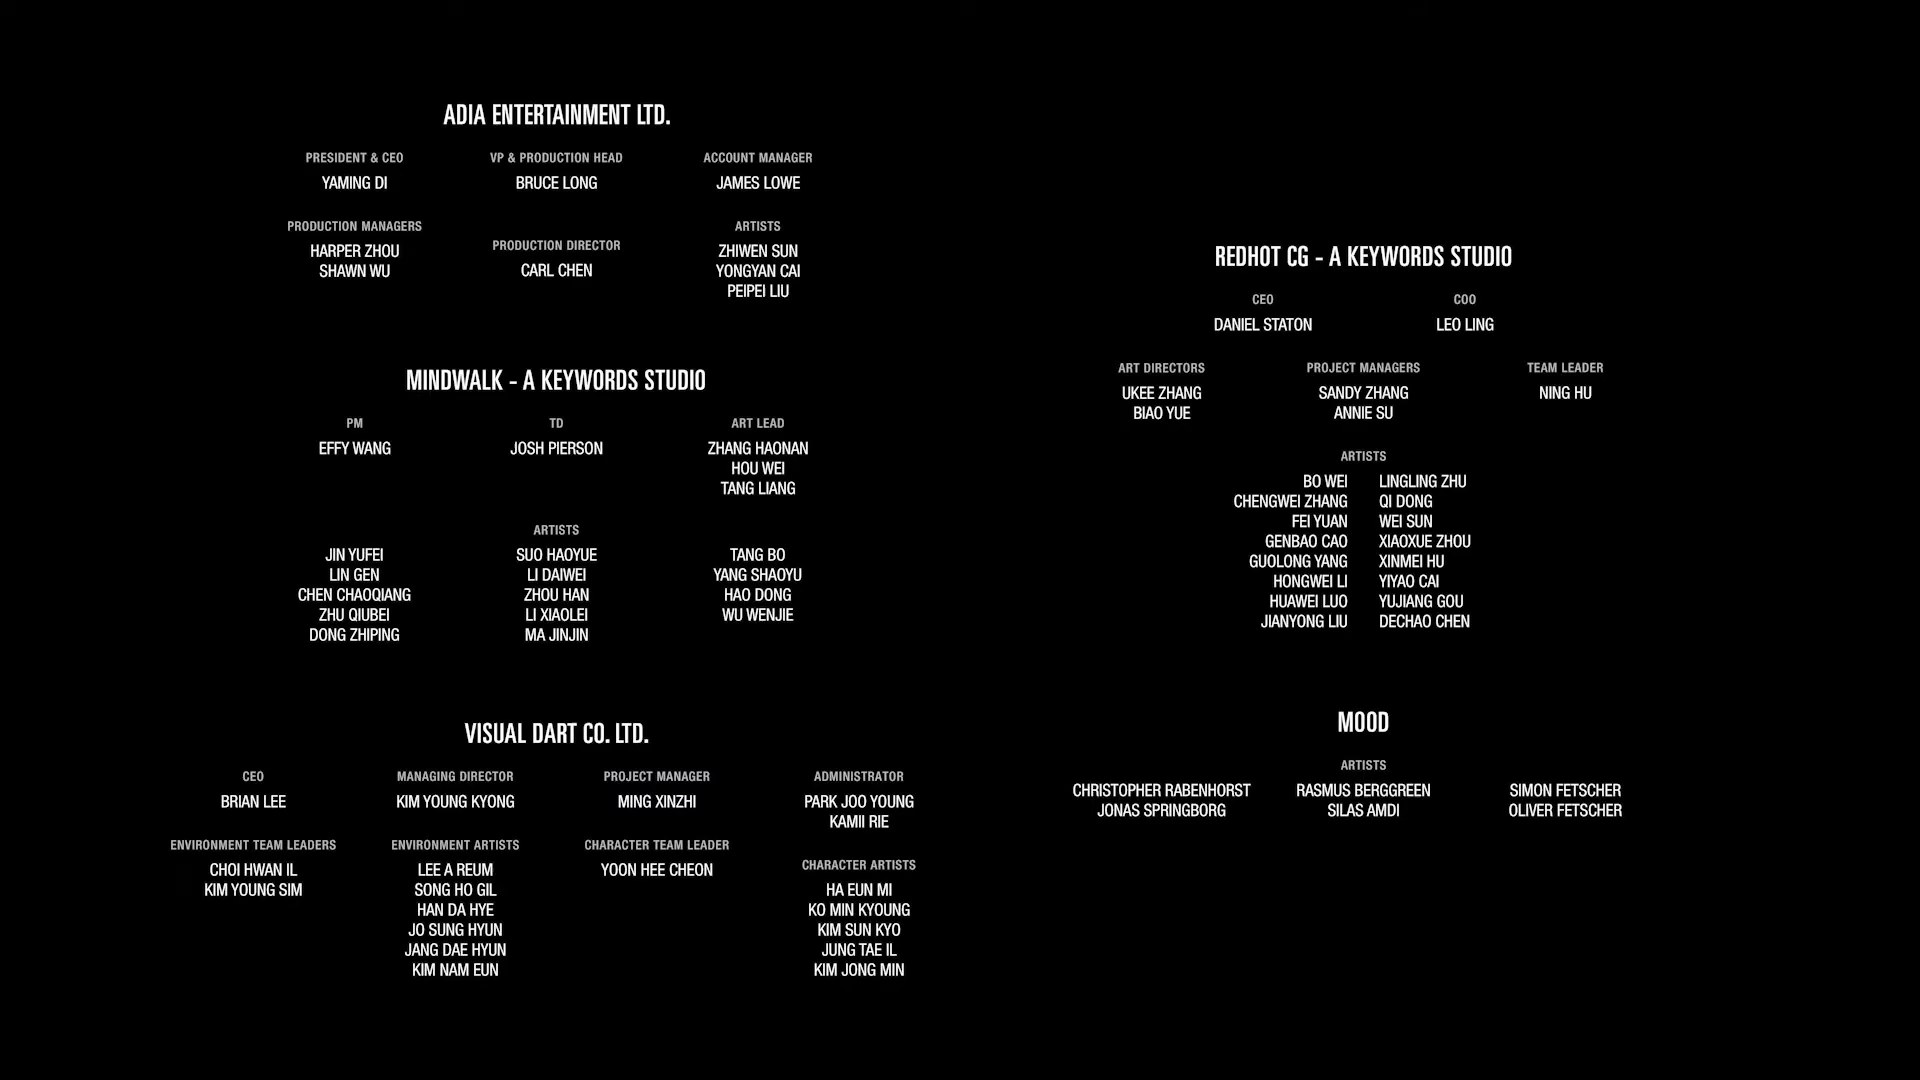 ADIA ENTERTAINMENT LTD.
PRESIDENT & CEO
YAMING DI
VP & PRODUCTION HEAD
BRUCE LONG
ACCOUNT MANAGER
JAMES LOWE
PRODUCTION MANAGERS
HARPER ZHOU
SHAWN WU
PRODUCTION DIRECTOR
CARL CHEN
ARTISTS
ZHIWEN SUN
YONGYAN CAI
PEIPEI LIU
MINDWALK - A KEYWORDS STUDIO
PM
EFFY WANG
TD
JOSH PIERSON
ART LEAD
ZHANG HAONAN
HOU WEI
TANG LIANG
ARTISTS
JIN YUFEI
LIN GEN
CHEN CHAOQIANG
ZHU QIUBEI
DONG ZHIPING
SUO HAOYUE
LI DAIWEI
ZHOU HAN
LI XIAOLEI
MA JINJIN
TANG BO
YANG SHAOYU
HAO DONG
WU WENJIE
VISUAL DART CO. LTD.
CEO
BRIAN LEE
MANAGING DIRECTOR
KIM YOUNG KYONG
PROJECT MANAGER
MING XINZHI
ADMINISTRATOR
PARK JOO YOUNG
KAMII RIE
ENVIRONMENT TEAM LEADERS
CHOI HWAN IL
KIM YOUNG SIM
ENVIRONMENT ARTISTS
LEE A REUM
SONG HO GIL
HAN DA HYE
JO SUNG HYUN
JANG DAE HYUN
KIM NAM EUN
CHARACTER TEAM LEADER
YOON HEE CHEON
CHARACTER ARTISTS
HA EUN MI
KO MIN KYOUNG
KIM SUN KYO
JUNG TAE IL
KIM JONG MIN
REDHOT CG - A KEYWORDS STUDIO
CEO
DANIEL STATON
COO
LEO LING
ART DIRECTORS
UKEE ZHANG
BIAO YUE
PROJECT MANAGERS
SANDY ZHANG
ANNIE SU
TEAM LEADER
NING HU
ARTISTS
BO WEI
CHENGWEI ZHANG
FEI YUAN
GENBAO CAO
GUOLONG YANG
HONGWEI LI
HUAWEI LUO
JIANYONG LIU
LINGLING ZHU
QI DONG
WEI SUN
XIAOXUE ZHOU
XINMEI HU
YIYAO CAI
YUJIANG GOU
DECHAO CHEN
MOOD
ARTISTS
CHRISTOPHER RABENHORST
JONAS SPRINGBORG
RASMUS BERGGREEN
SILAS AMDI
SIMON FETSCHER
OLIVER FETSCHER